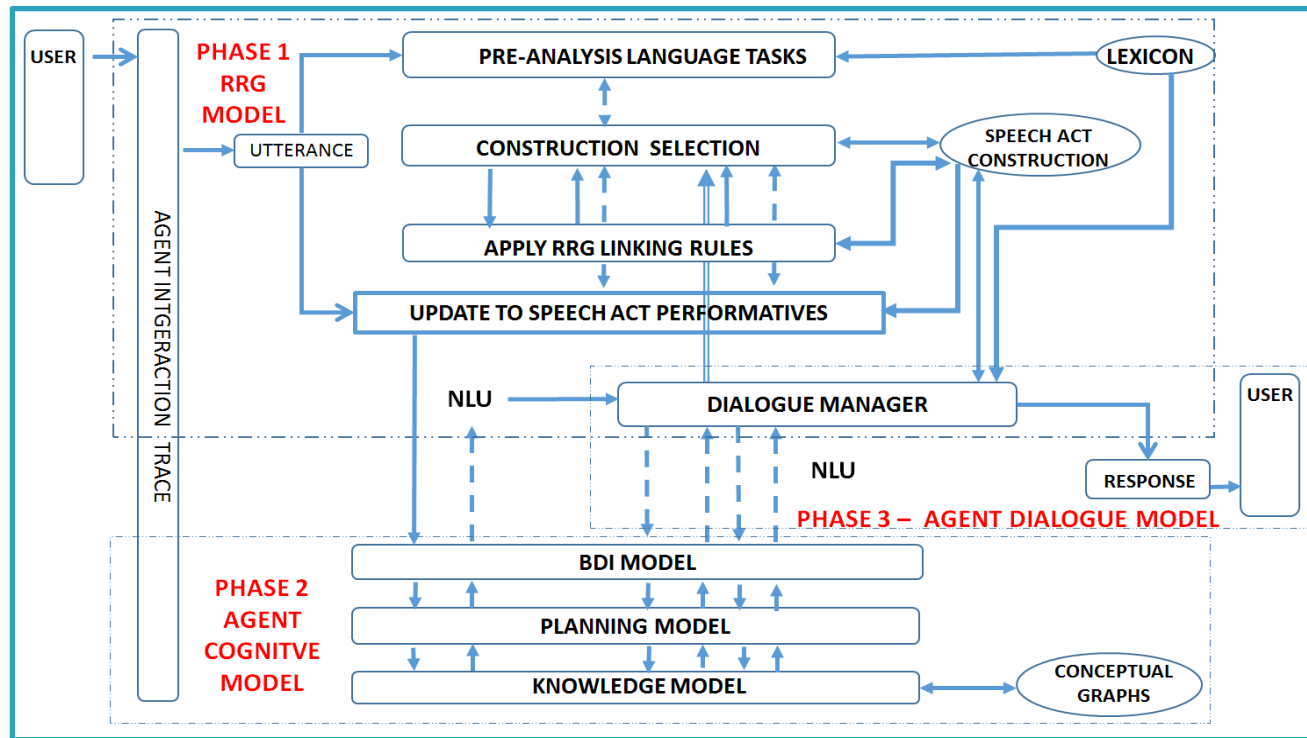 USER
PHASE 1
RRG
MODEL
PRE-ANALYSIS LANGUAGE TASKS
LEXICON
UTTERANCE
CONSTRUCTION SELECTION
SPEECH ACT
CONSTRUCTION
APPLY RRG LINKING RULES
UPDATE TO SPEECH ACT PERFORMATIVES
AGENT INTGERACTION TRACE
NLU
DIALOGUE MANAGER
USER
NLU
RESPONSE
PHASE 3 – AGENT DIALOGUE MODEL
BDI MODEL
PHASE 2
AGENT
COGNITVE
MODEL
PLANNING MODEL
KNOWLEDGE MODEL
CONCEPTUAL
GRAPHS